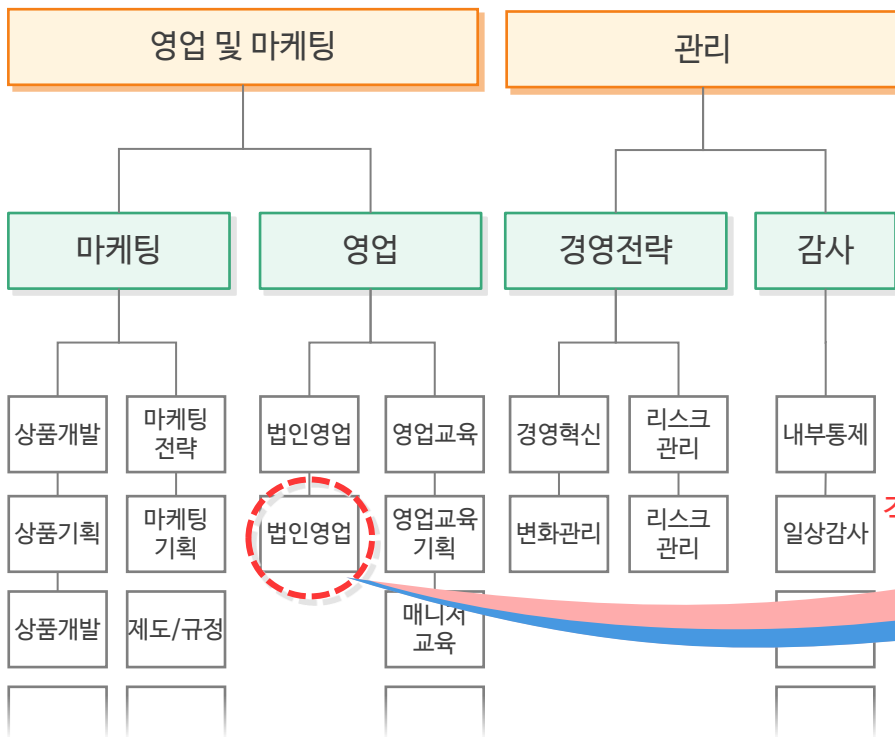 영업 및 마케팅
관리
마케팅
영업
경영전략
감사
상품개발
마케팅
전략
법인영업
영업교육
경영혁신
리스크
관리
내부통제
상품기획
마케팅
기획
법인영업
영업교육
기획
변화관리
리스크
관리
일상감사
상품개발
제도/규정
매니저
교육